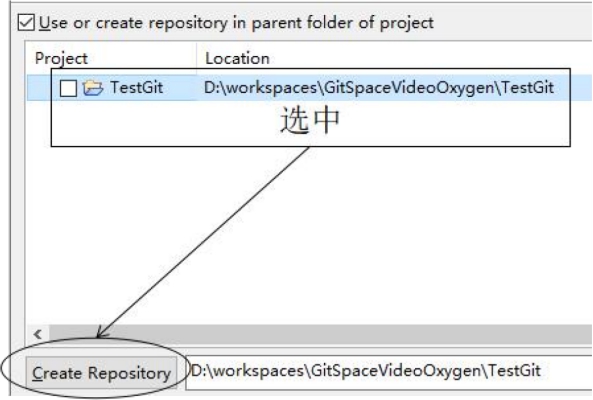 Use or create repository in parent folder of project
Project Location
TestGit D:\workspaces\GitSpaceVideoOxygen\TestGit
选中
Create Repository D:\workspaces\GitSpaceVideoOxygen\TestGit